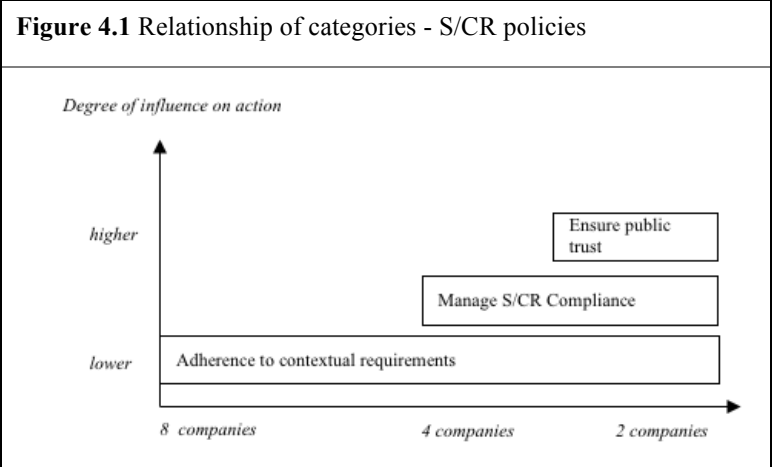 Figure 4.1 Relationship of categories - S/CR policies
Degree of influence on action
higher
Ensure public
trust
Manage S/CR Compliance
lower
Adherence to contextual requirements
8 companies
4 companies
2 companies